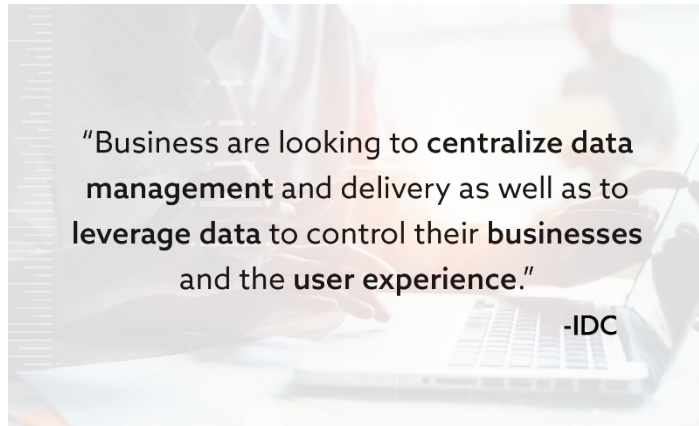 “Business are looking to centralize data
management and delivery as well as to
leverage data to control their businesses
and the user experience.”
-IDC